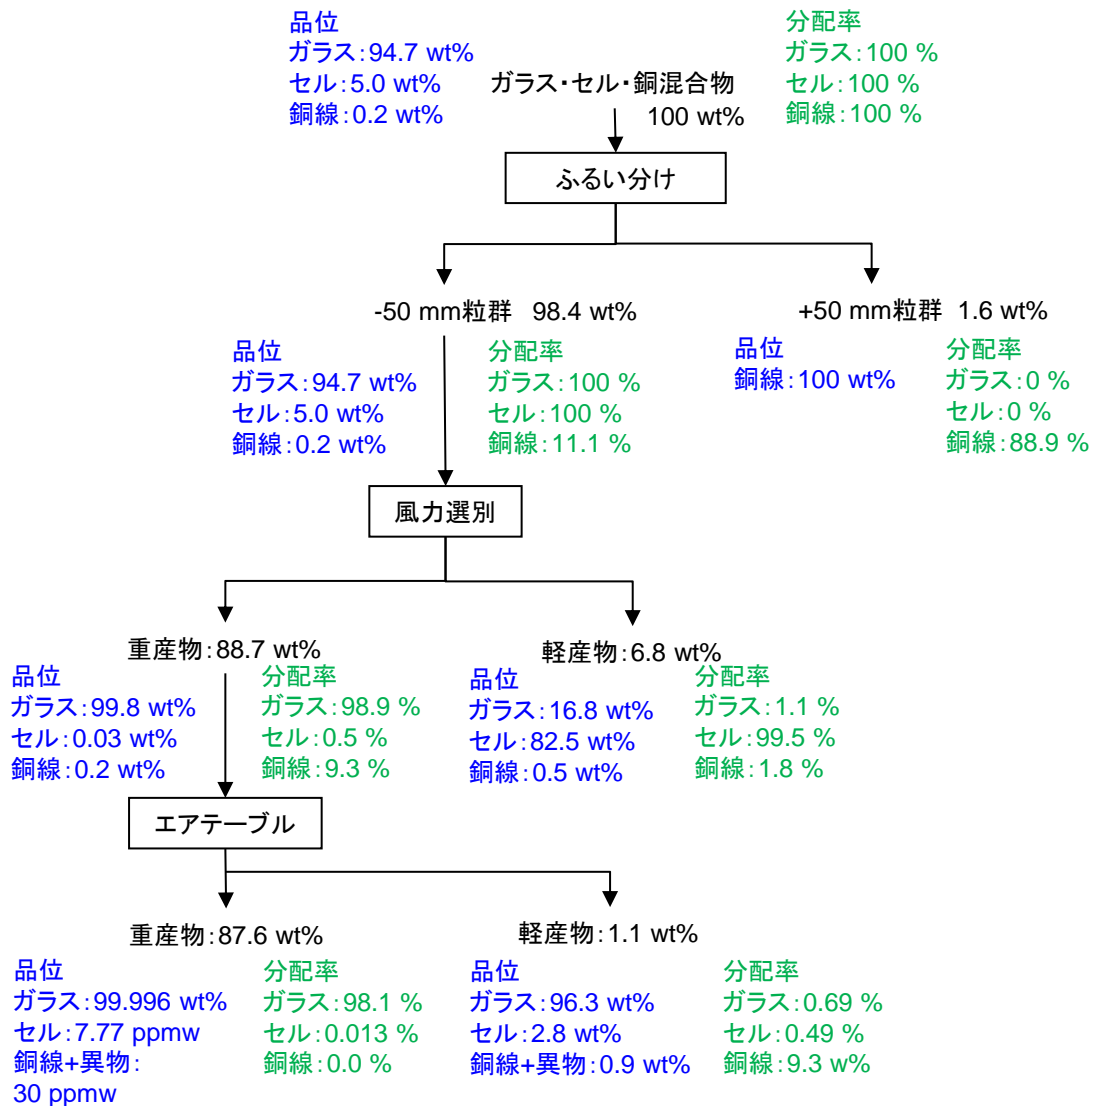 品位
ガラス:94.7 wt%
セル:5.0 wt%
銅線:0.2 wt%
ガラス・セル・銅混合物
100 wt%
分配率
ガラス:100 %
セル:100 %
銅線:100 %
ふるい分け
-50 mm粒群 98.4 wt%
品位
ガラス:94.7 wt%
セル:5.0 wt%
銅線:0.2 wt%
分配率
ガラス:100 %
セル:100 %
銅線:11.1 %
+50 mm粒群 1.6 wt%
品位
銅線:100 wt%
分配率
ガラス:0 %
セル:0 %
銅線:88.9 %
風力選別
重産物:88.7 wt%
品位
ガラス:99.8 wt%
セル:0.03 wt%
銅線:0.2 wt%
分配率
ガラス:98.9 %
セル:0.5 %
銅線:9.3 %
軽産物:6.8 wt%
品位
ガラス:16.8 wt%
セル:82.5 wt%
銅線:0.5 wt%
分配率
ガラス:1.1 %
セル:99.5 %
銅線:1.8 %
エアテーブル
重産物:87.6 wt%
品位
ガラス:99.996 wt%
セル:7.77 ppmw
銅線+異物:
30 ppmw
分配率
ガラス:98.1 %
セル:0.013 %
銅線:0.0 %
軽産物:1.1 wt%
品位
ガラス:96.3 wt%
セル:2.8 wt%
銅線+異物:0.9 wt%
分配率
ガラス:0.69 %
セル:0.49 %
銅線:9.3 w%